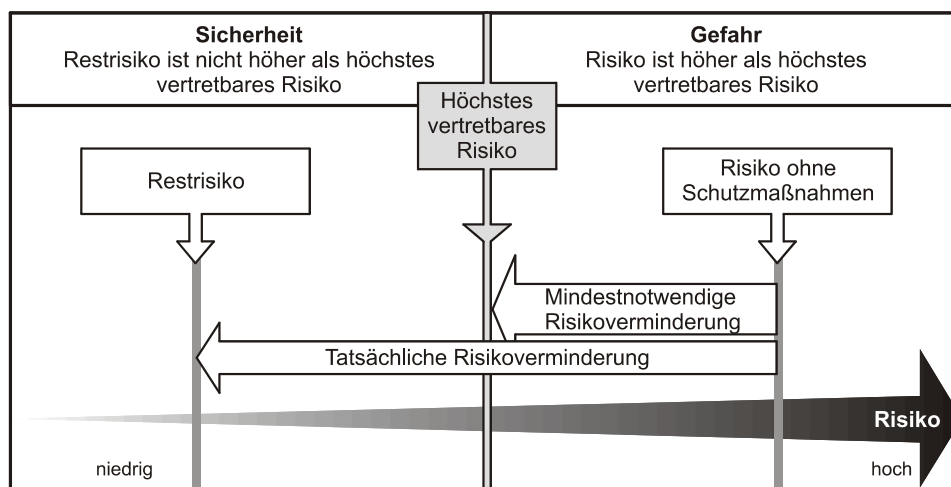 Sicherheit
Restrisiko ist nicht höher als höchstes
vertretbares Risiko
Gefahr
Risiko ist höher als höchstes
vertretbares Risiko
Höchstes
vertretbares
Risiko
Restrisiko
Risiko ohne
Schutzmaßnahmen
Mindestnotwendige
Risikoverminderung
Tatsächliche Risikoverminderung
Risiko
niedrig
hoch